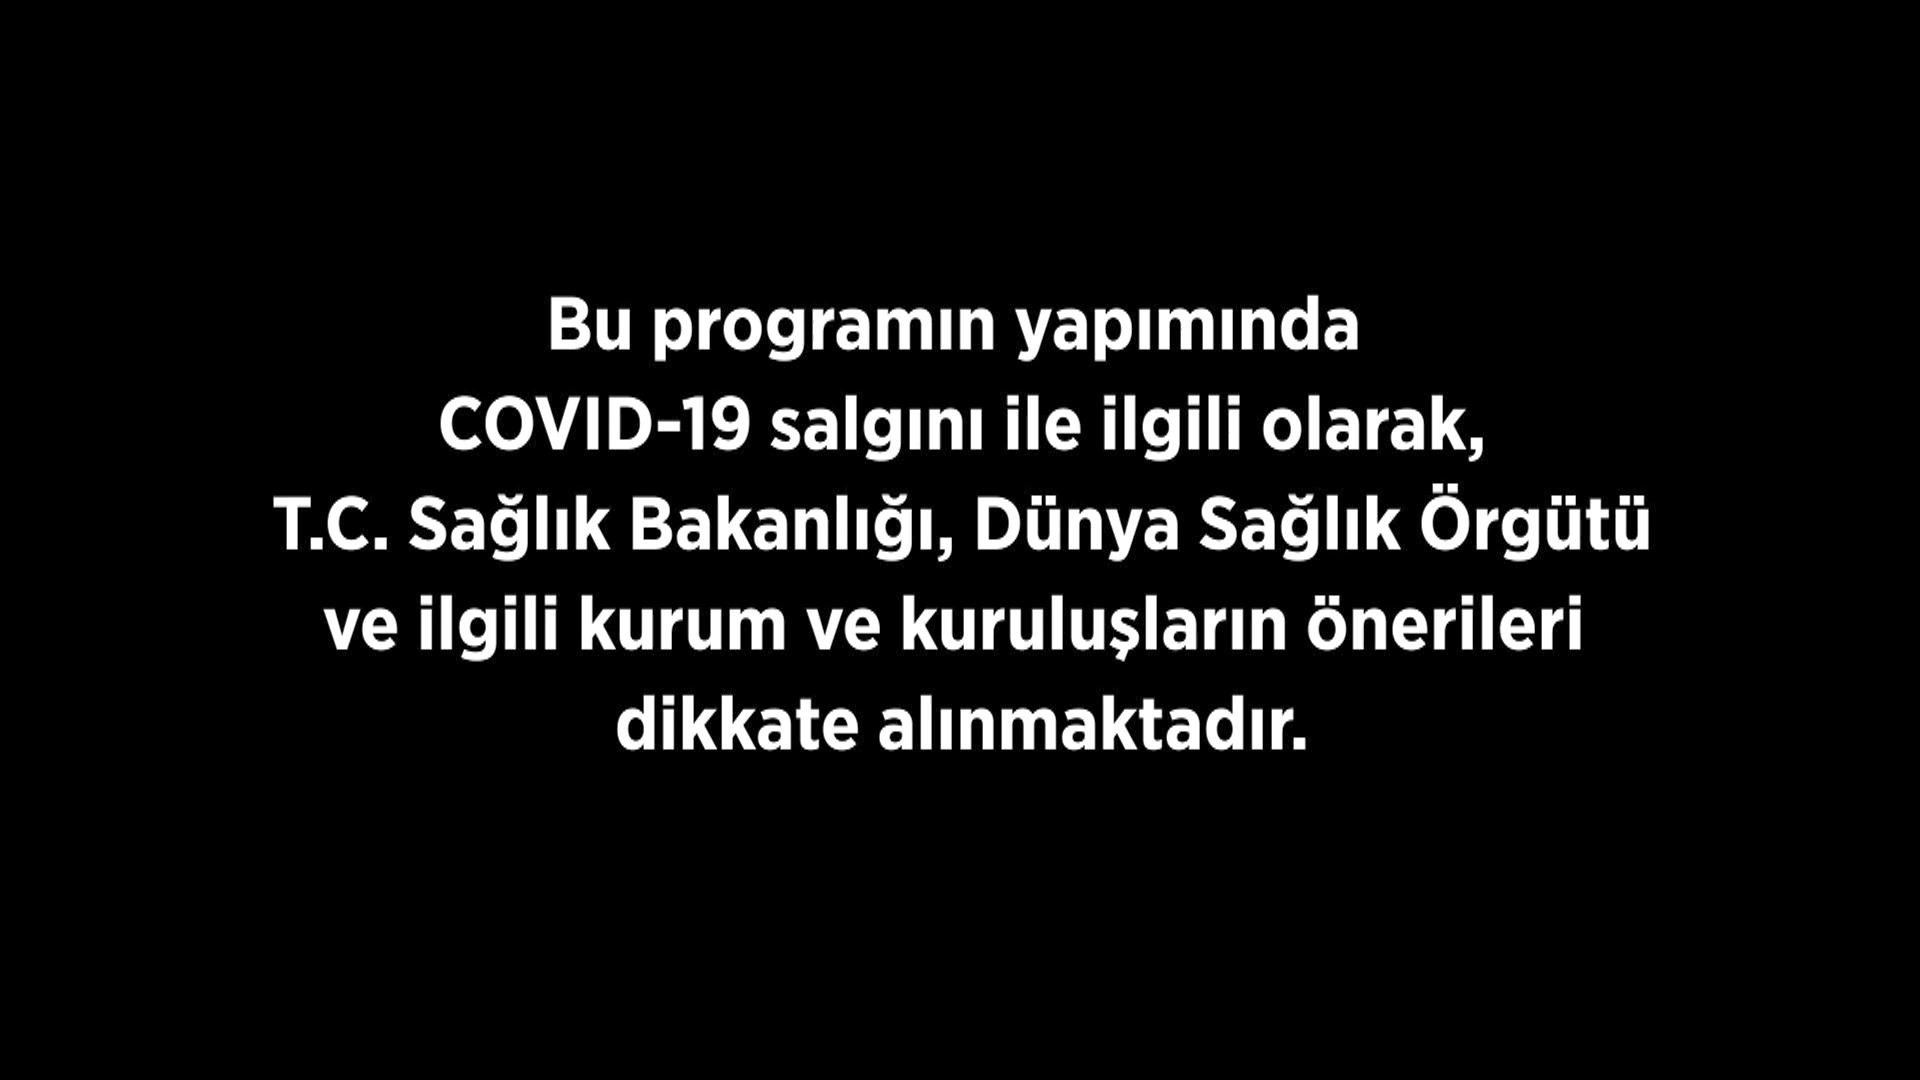 Bu programın yapımında
COVID-19 salgını ile ilgili olarak,
T.C. Sağlık Bakanlığı, Dünya Sağlık Örgütü
ve ilgili kurum ve kuruluşların önerileri
dikkate alınmaktadır.